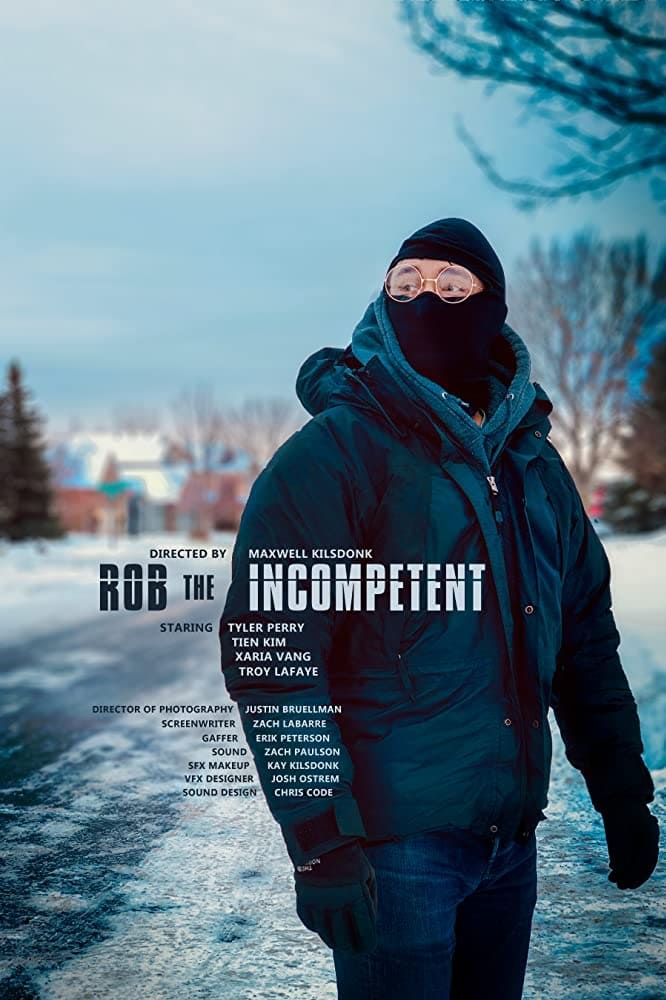 DIRECTED BY MAXWELL KILSDONK
ROB THE INCOMPETENT
STARING TYLER PERRY
TIEN KIM
XARIA VANG
TROY LAFAYE
DIRECTOR OF PHOTOGRAPHY JUSTIN BRUELLMAN
SCREENWRITER ZACH LABARRE
GAFFER ERIK PETERSON
SOUND ZACH PAULSON
SFX MAKEUP KAY KILSDONK
VFX DESIGNER JOSH OSTREM
SOUND DESIGN CHRIS CODE